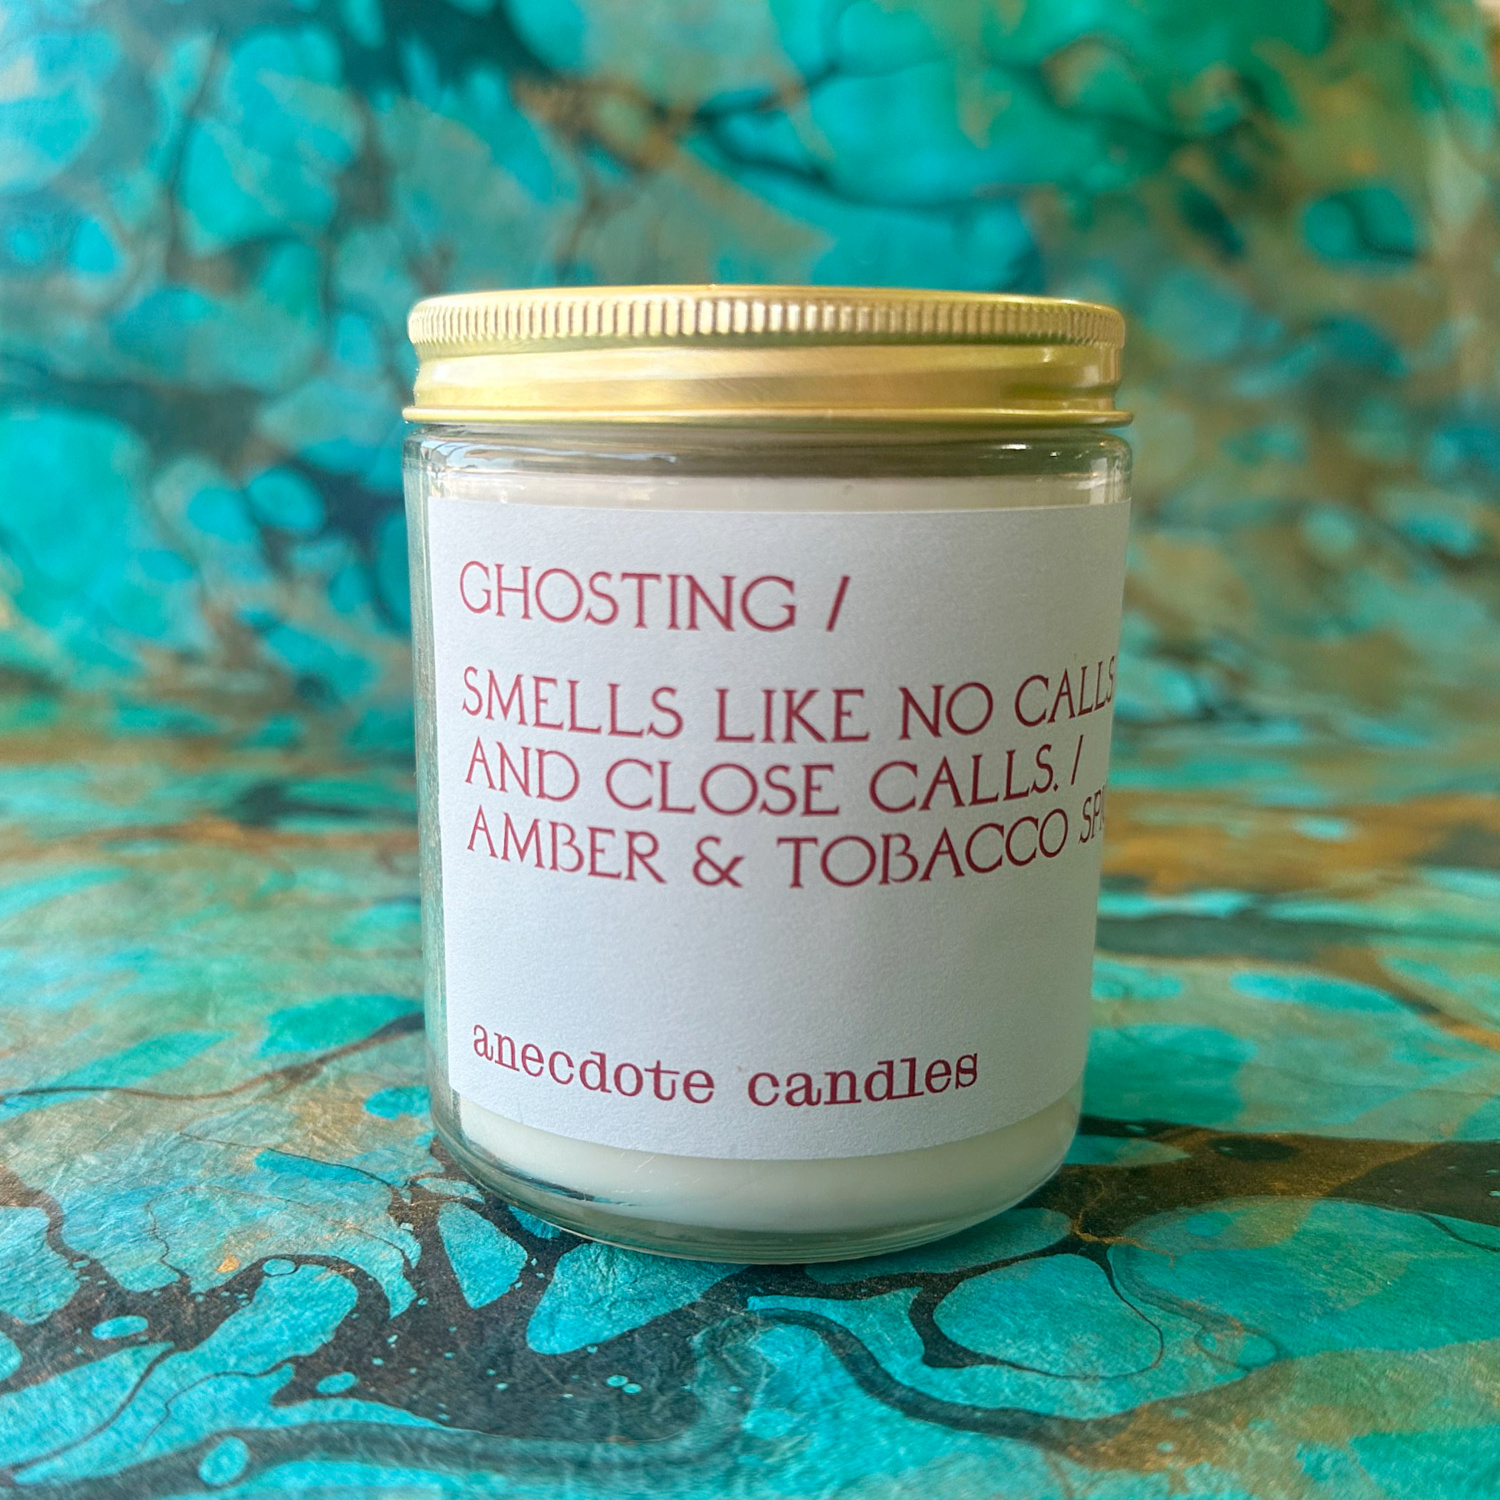 GHOSTING /
SMELLS LIKE NO CALLS
AND CLOSE CALLS. /
AMBER & TOBACCO
anecdote candles